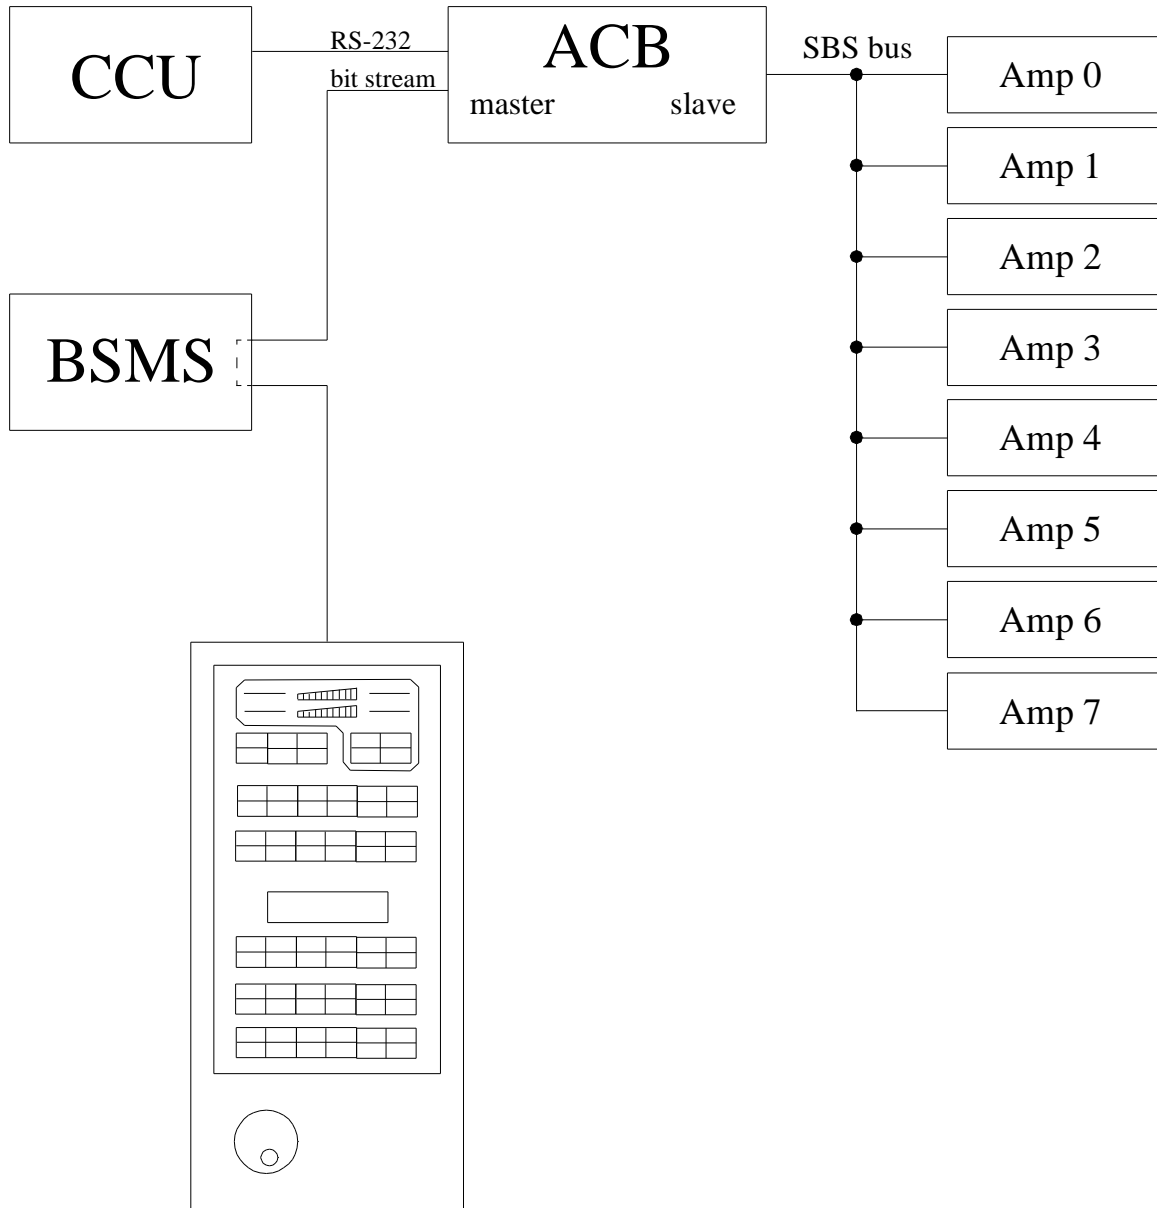 CCU
RS-232
bit stream
ACB
master slave
SBS bus
Amp 0
Amp 1
Amp 2
Amp 3
Amp 4
Amp 5
Amp 6
Amp 7
BSMS